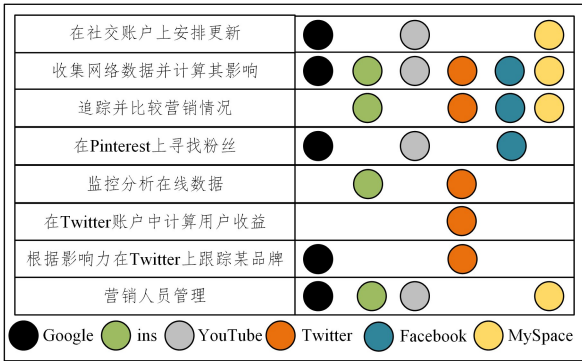 在社交账户上安排更新
收集网络数据并计算其影响
追踪并比较营销情况
在Pinterest上寻找粉丝
监控分析在线数据
在Twitter账户中计算用户收益
根据影响力在Twitter上跟踪某品牌
营销人员管理
Google ins YouTube Twitter Facebook MySpace